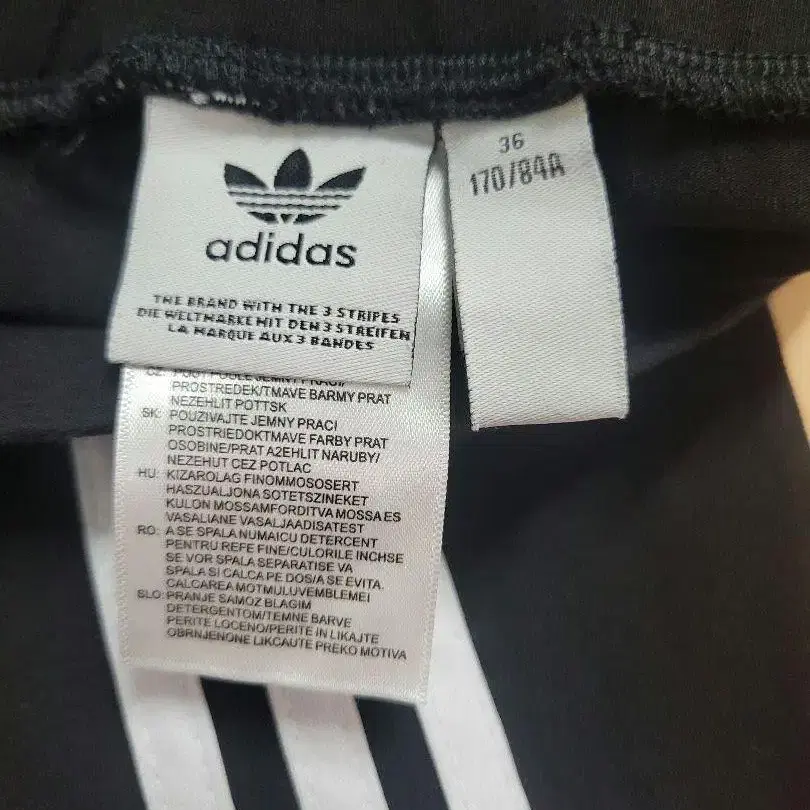 adidas
THE BRAND WITH THE 3 STRIPES
DIE WELTMARKE MIT DEN 3 STREIFEN
LA MARQUE AUX 3 BANDES
36
170/84A
CZ:
PROSTREDEK/TMAVE BARMY PRAT
NEZEHLIT POTTSK
SK: POUZIVAJTE JEMNY PRACI
PROSTRIEDOKTMAVE FARBY PRAT
OSOBINE/PRAT A2EHLIT NARUBY/
NEZEHUT CEZ POTLAC
HU: KIZAROLAG FINOMMOSOSERT
HASZUALJONA SOTETSZINEKET
KULON MOSSAMFORDITVA MOSSA ES
VASALIANE VASALJAADISATEST
RO: A SE SPALA NUMAICU DETERCENT
PENTRU REFE FINE/CULORILE INCHSE
SE VOR SPALA SEPARATISE VA
SPALA SI CALCA PE DOS/A SE EVITA.
CALCAREA MOTMULUVEMBLEMEI
SLO: PRANJE SAMOZ BLAGIM
DETERGENTOM/TEMNE BARVE
PERITE LOCENO/PERITE IN LIKAJTE
OBRNJENONE LIKCAUTE PREKO MOTIVA